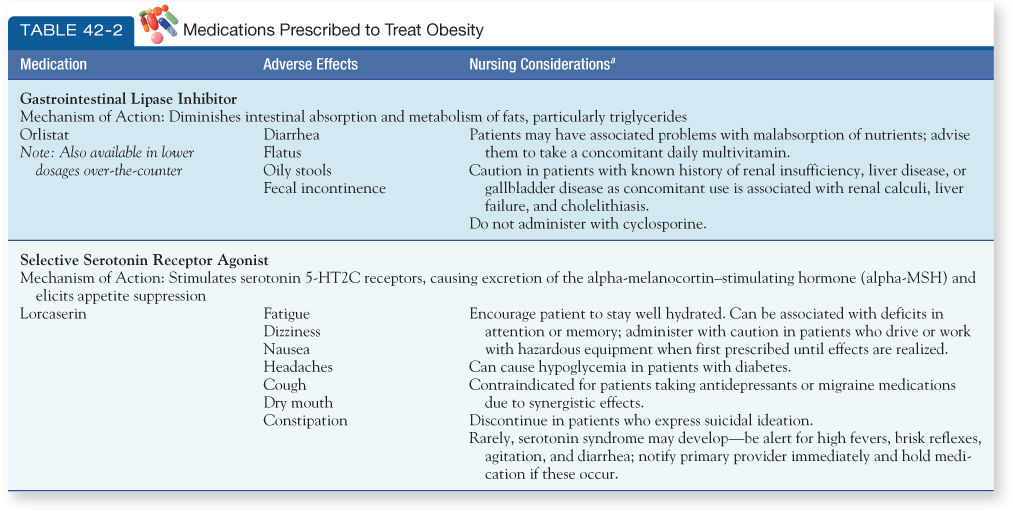 TABLE 42-2 Medications Prescribed to Treat Obesity
Medication Adverse Effects Nursing Considerationsa
Gastrointestinal Lipase Inhibitor
Mechanism of Action: Diminishes intestinal absorption and metabolism of fats, particularly triglycerides
Orlistat Diarrhea Patients may have associated problems with malabsorption of nutrients; advise
Note: Also available in lower Flatus them to take a concomitant daily multivitamin.
dosages over-the-counter Oily stools Caution in patients with known history of renal insufficiency, liver disease, or
Fecal incontinence gallbladder disease as concomitant use is associated with renal calculi, liver
failure, and cholelithiasis.
Do not administer with cyclosporine.
Selective Serotonin Receptor Agonist
Mechanism of Action: Stimulates serotonin 5-HT2C receptors, causing excretion of the alpha-melanocortin–stimulating hormone (alpha-MSH) and
elicits appetite suppression
Lorcaserin Fatigue Encourage patient to stay well hydrated. Can be associated with deficits in
Dizziness attention or memory; administer with caution in patients who drive or work
Nausea with hazardous equipment when first prescribed until effects are realized.
Headaches Can cause hypoglycemia in patients with diabetes.
Cough Contraindicated for patients taking antidepressants or migraine medications
Dry mouth due to synergistic effects.
Constipation Discontinue in patients who express suicidal ideation.
Rarely, serotonin syndrome may develop—be alert for high fevers, brisk reflexes,
agitation, and diarrhea; notify primary provider immediately and hold medi-
cation if these occur.